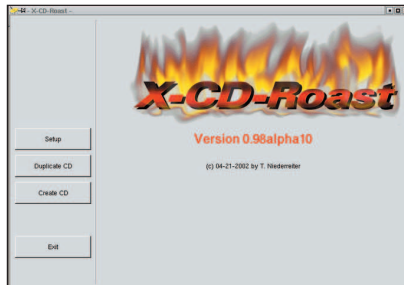 - X-CD-Roast -
X-CD-Roast
Version 0.98alpha10
(c) 04-21-2002 by T. Niederreiter
Setup
Duplicate CD
Create CD
Exit